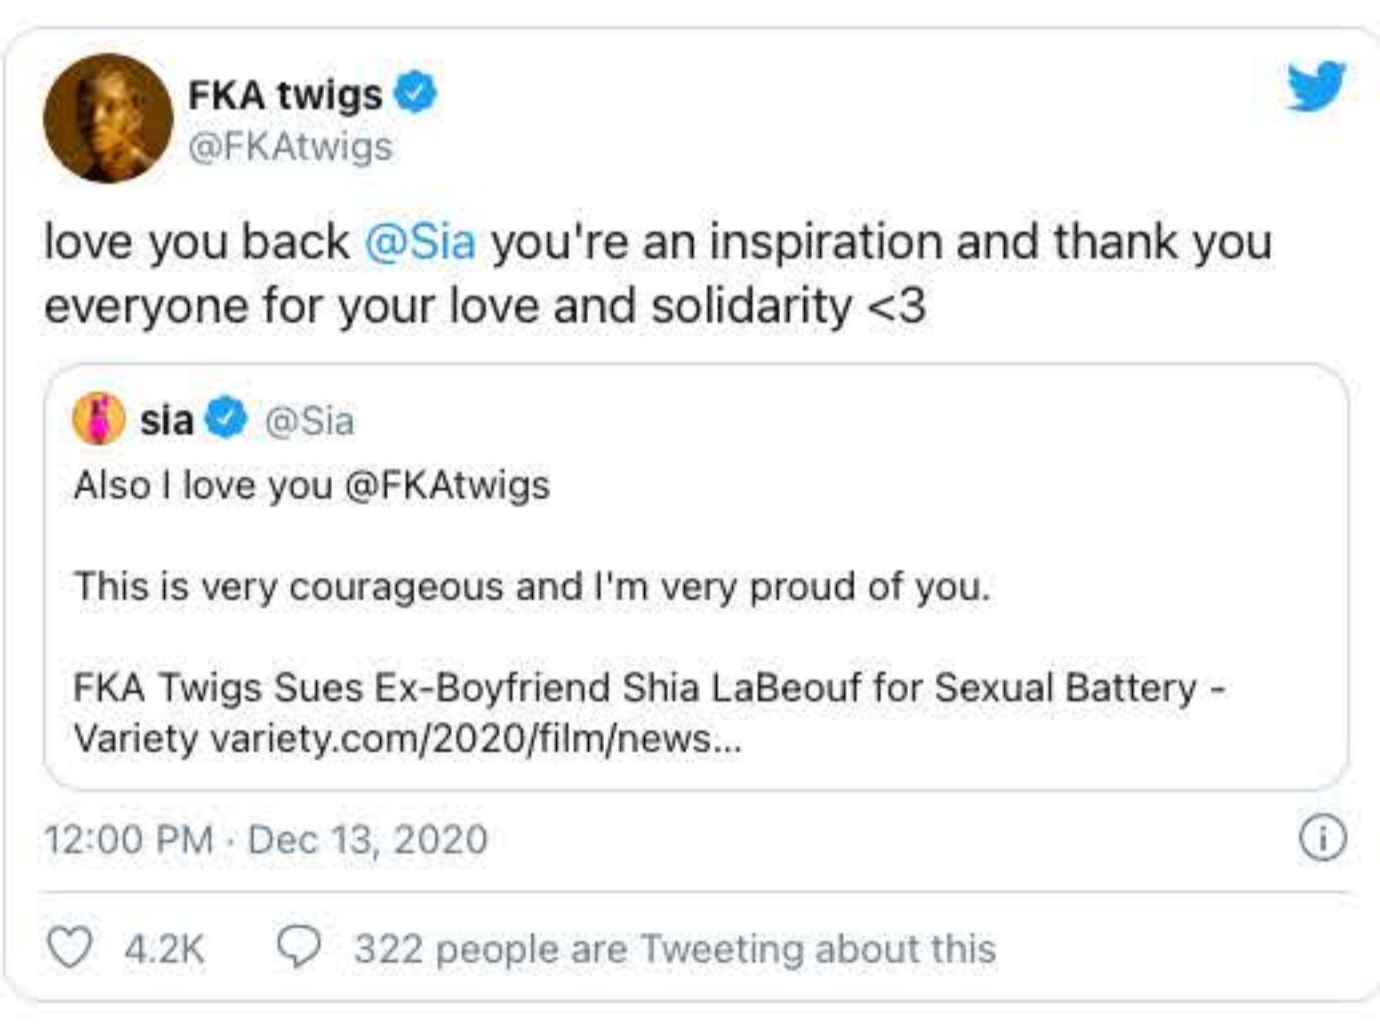 FKA twigs
@FKAtwigs
love you back @Sia you're an inspiration and thank you
everyone for your love and solidarity <3
sia @Sia
Also I love you @FKAtwigs
This is very courageous and I'm very proud of you.
FKA Twigs Sues Ex-Boyfriend Shia LaBeouf for Sexual Battery -
Variety variety.com/2020/film/news...
12:00 PM · Dec 13, 2020
4.2K 322 people are Tweeting about this